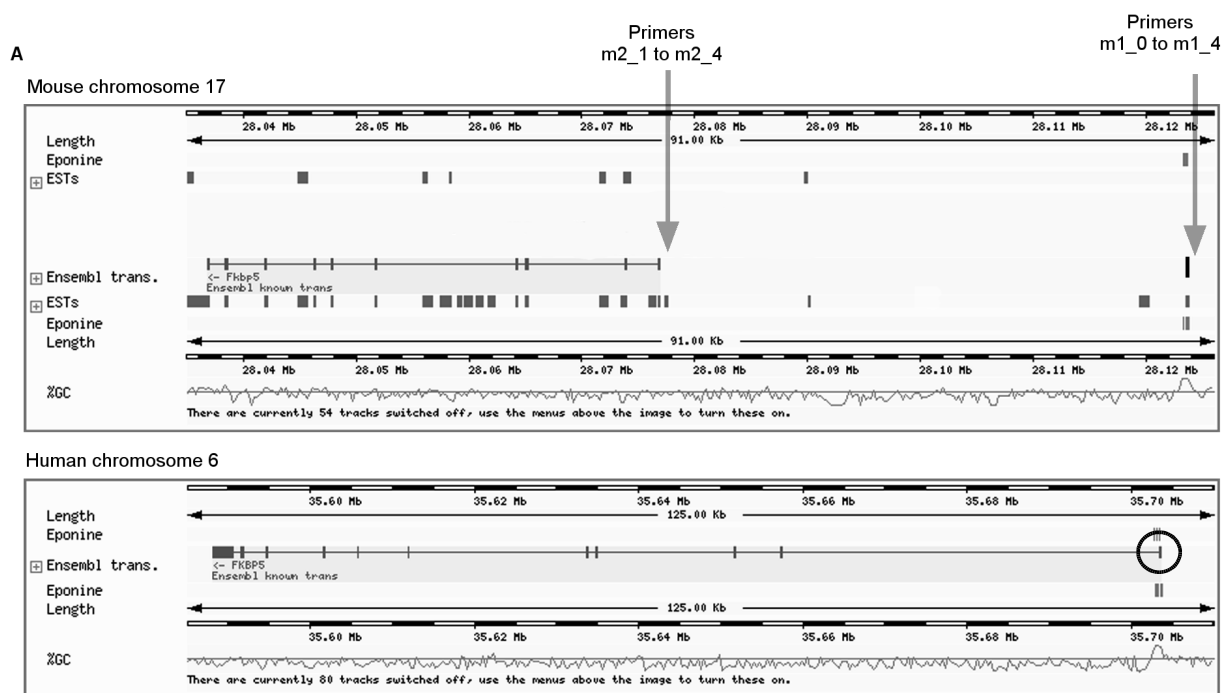 Primers
m2_1 to m2_4
Primers
m1_0 to m1_4
A
Mouse chromosome 17
28.04 Mb 28.05 Mb 28.06 Mb 28.07 Mb 28.08 Mb 28.09 Mb 28.10 Mb 28.11 Mb 28.12 Mb
Length 91.00 Kb
Eponine
ESTs
Ensembl trans.
<- Fkbp5
Ensembl known trans
ESTs
Eponine
Length 91.00 Kb
28.04 Mb 28.05 Mb 28.06 Mb 28.07 Mb 28.08 Mb 28.09 Mb 28.10 Mb 28.11 Mb 28.12 Mb
%GC
There are currently 54 tracks switched off, use the menus above the image to turn these on.
Human chromosome 6
35.60 Mb 35.62 Mb 35.64 Mb 35.66 Mb 35.68 Mb 35.70 Mb
Length 125.00 Kb
Eponine
Ensembl trans.
<- FKBP5
Ensembl known trans
Eponine
Length 125.00 Kb
35.60 Mb 35.62 Mb 35.64 Mb 35.66 Mb 35.68 Mb 35.70 Mb
%GC
There are currently 80 tracks switched off, use the menus above the image to turn these on.